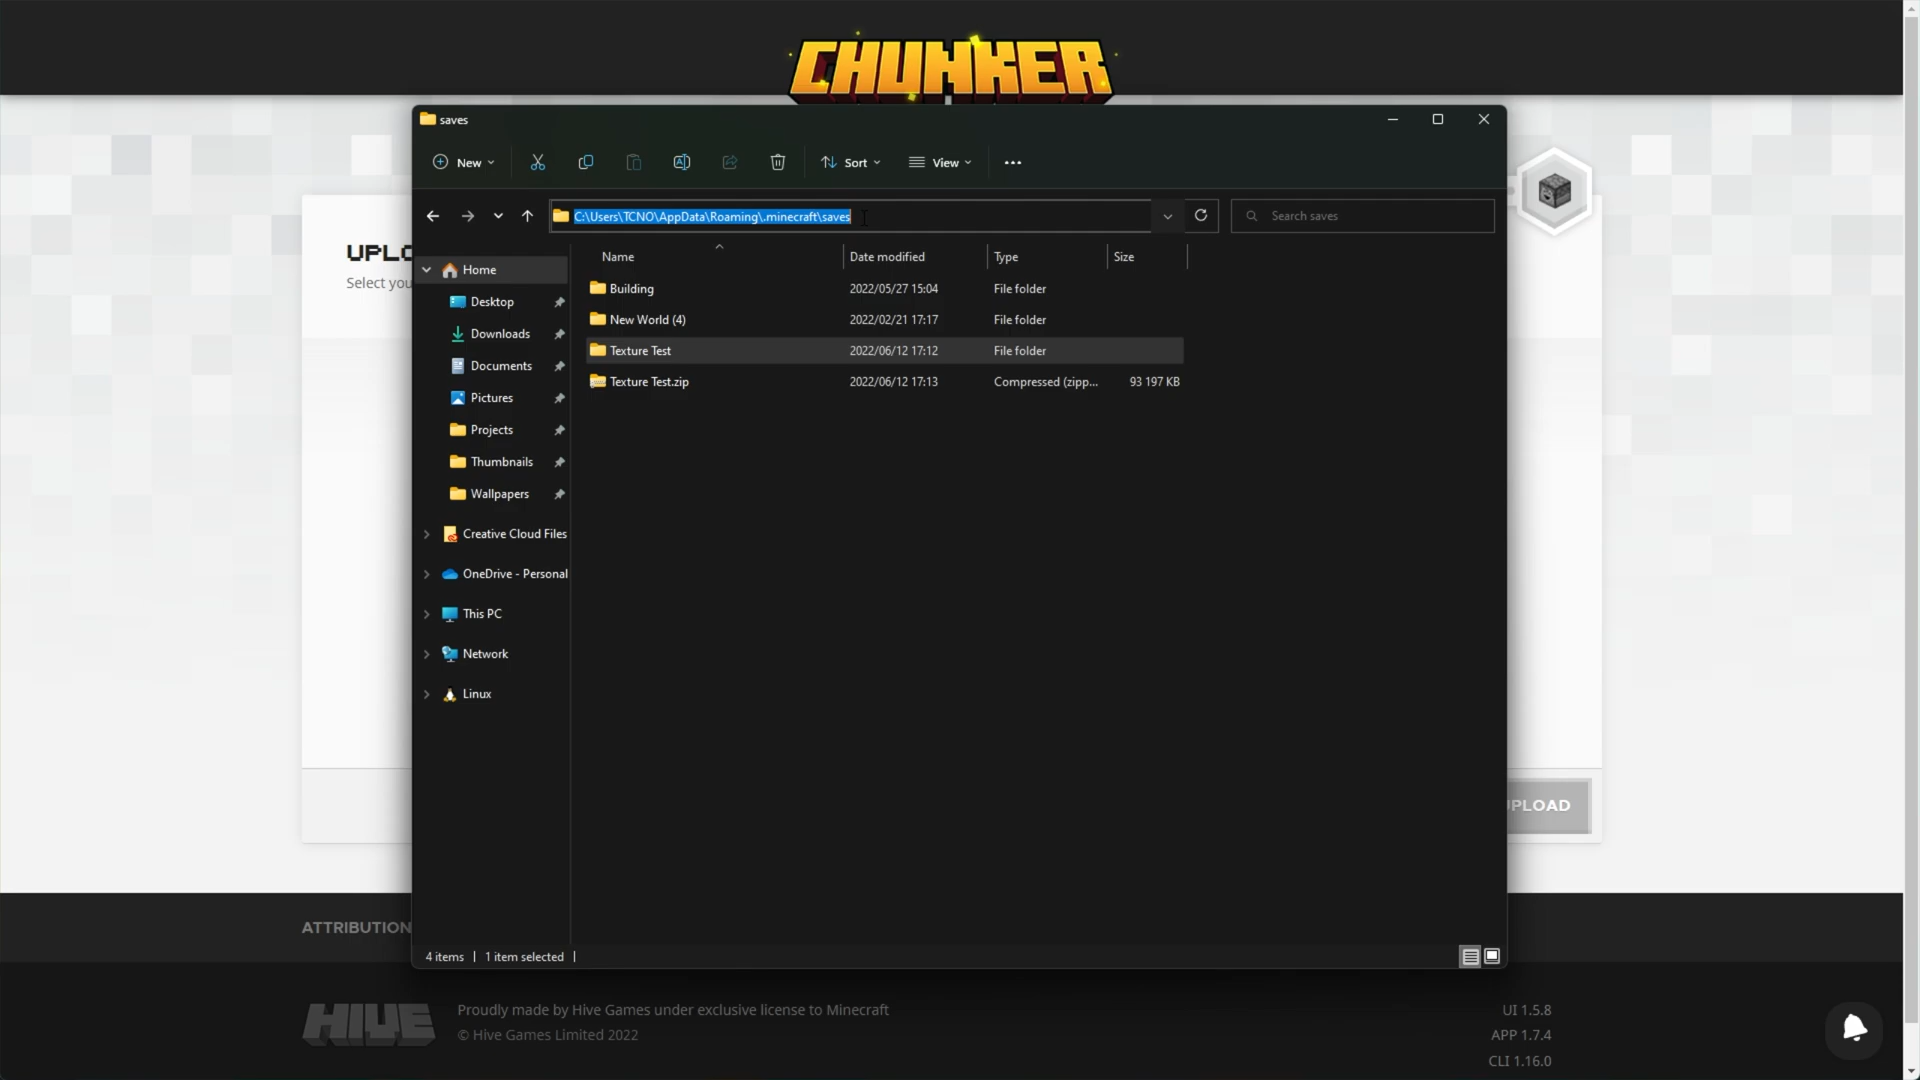 CHUNKER
saves
New
Sort
View
C:\Users\TCNO\AppData\Roaming\.minecraft\saves
Search saves
UPLO
Select you
Name Date modified Type Size
Building 2022/05/27 15:04 File folder
New World (4) 2022/02/21 17:17 File folder
Texture Test 2022/06/12 17:12 File folder
Texture Test.zip 2022/06/12 17:13 Compressed (zipp... 93 197 KB
Home
Desktop
Downloads
Documents
Pictures
Projects
Thumbnails
Wallpapers
Creative Cloud Files
OneDrive - Personal
This PC
Network
Linux
4 items 1 item selected
PLOAD
ATTRIBUTION
HIVE
Proudly made by Hive Games under exclusive license to Minecraft
© Hive Games Limited 2022
UI 1.5.8
APP 1.7.4
CLI 1.16.0